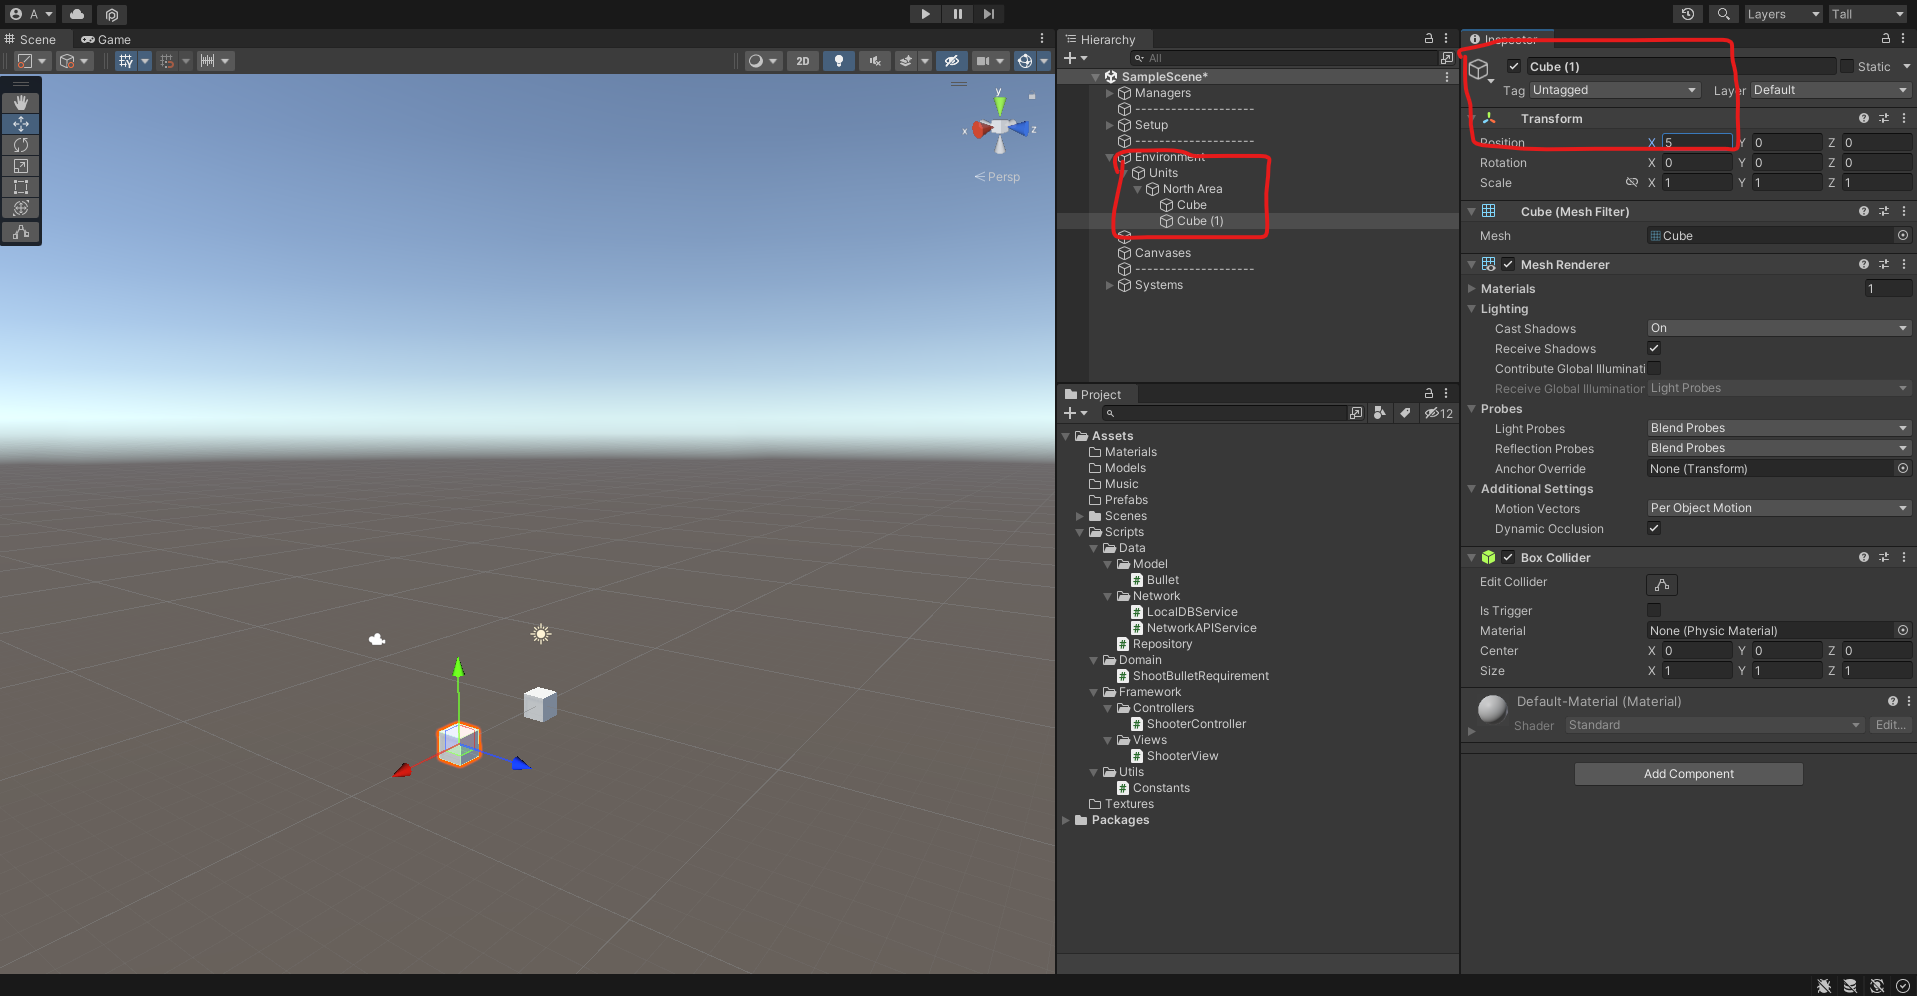 A
Layers
Tall
Scene
Game
2D
y
x
z
Persp
Hierarchy
All
SampleScene*
Managers
--------------------
Setup
--------------------
Environment
Units
North Area
Cube
Cube (1)
Canvases
--------------------
Systems
Project
12
Assets
Materials
Models
Music
Prefabs
Scenes
Scripts
Data
Model
Bullet
Network
LocalDBService
NetworkAPIService
Repository
Domain
ShootBulletRequirement
Framework
Controllers
ShooterController
Views
ShooterView
Utils
Constants
Textures
Packages
Inspector
Cube (1)
Static
Tag Untagged
Layer Default
Transform
Position X 5 Y 0 Z 0
Rotation X 0 Y 0 Z 0
Scale X 1 Y 1 Z 1
Cube (Mesh Filter)
Mesh Cube
Mesh Renderer
Materials 1
Lighting
Cast Shadows On
Receive Shadows
Contribute Global Illuminati
Receive Global Illumination Light Probes
Probes
Light Probes Blend Probes
Reflection Probes Blend Probes
Anchor Override None (Transform)
Additional Settings
Motion Vectors Per Object Motion
Dynamic Occlusion
Box Collider
Edit Collider
Is Trigger
Material None (Physic Material)
Center X 0 Y 0 Z 0
Size X 1 Y 1 Z 1
Default-Material (Material)
Shader Standard Edit...
Add Component